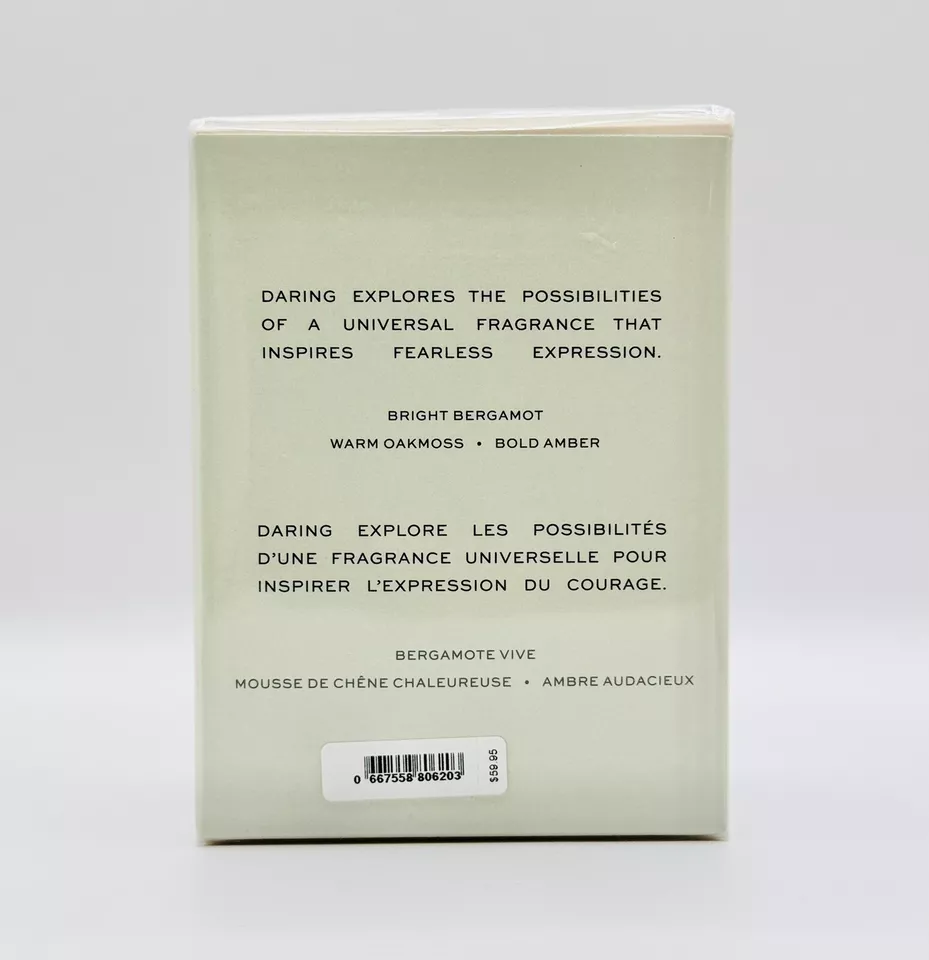 DARING EXPLORES THE POSSIBILITIES
OF A UNIVERSAL FRAGRANCE THAT
INSPIRES FEARLESS EXPRESSION.
BRIGHT BERGAMOT
WARM OAKMOSS • BOLD AMBER
DARING EXPLORE LES POSSIBILITÉS
D'UNE FRAGRANCE UNIVERSELLE POUR
INSPIRER L'EXPRESSION DU COURAGE.
BERGAMOTE VIVE
MOUSSE DE CHÊNE CHALEUREUSE • AMBRE AUDACIEUX
0 667558 806203
$59.95